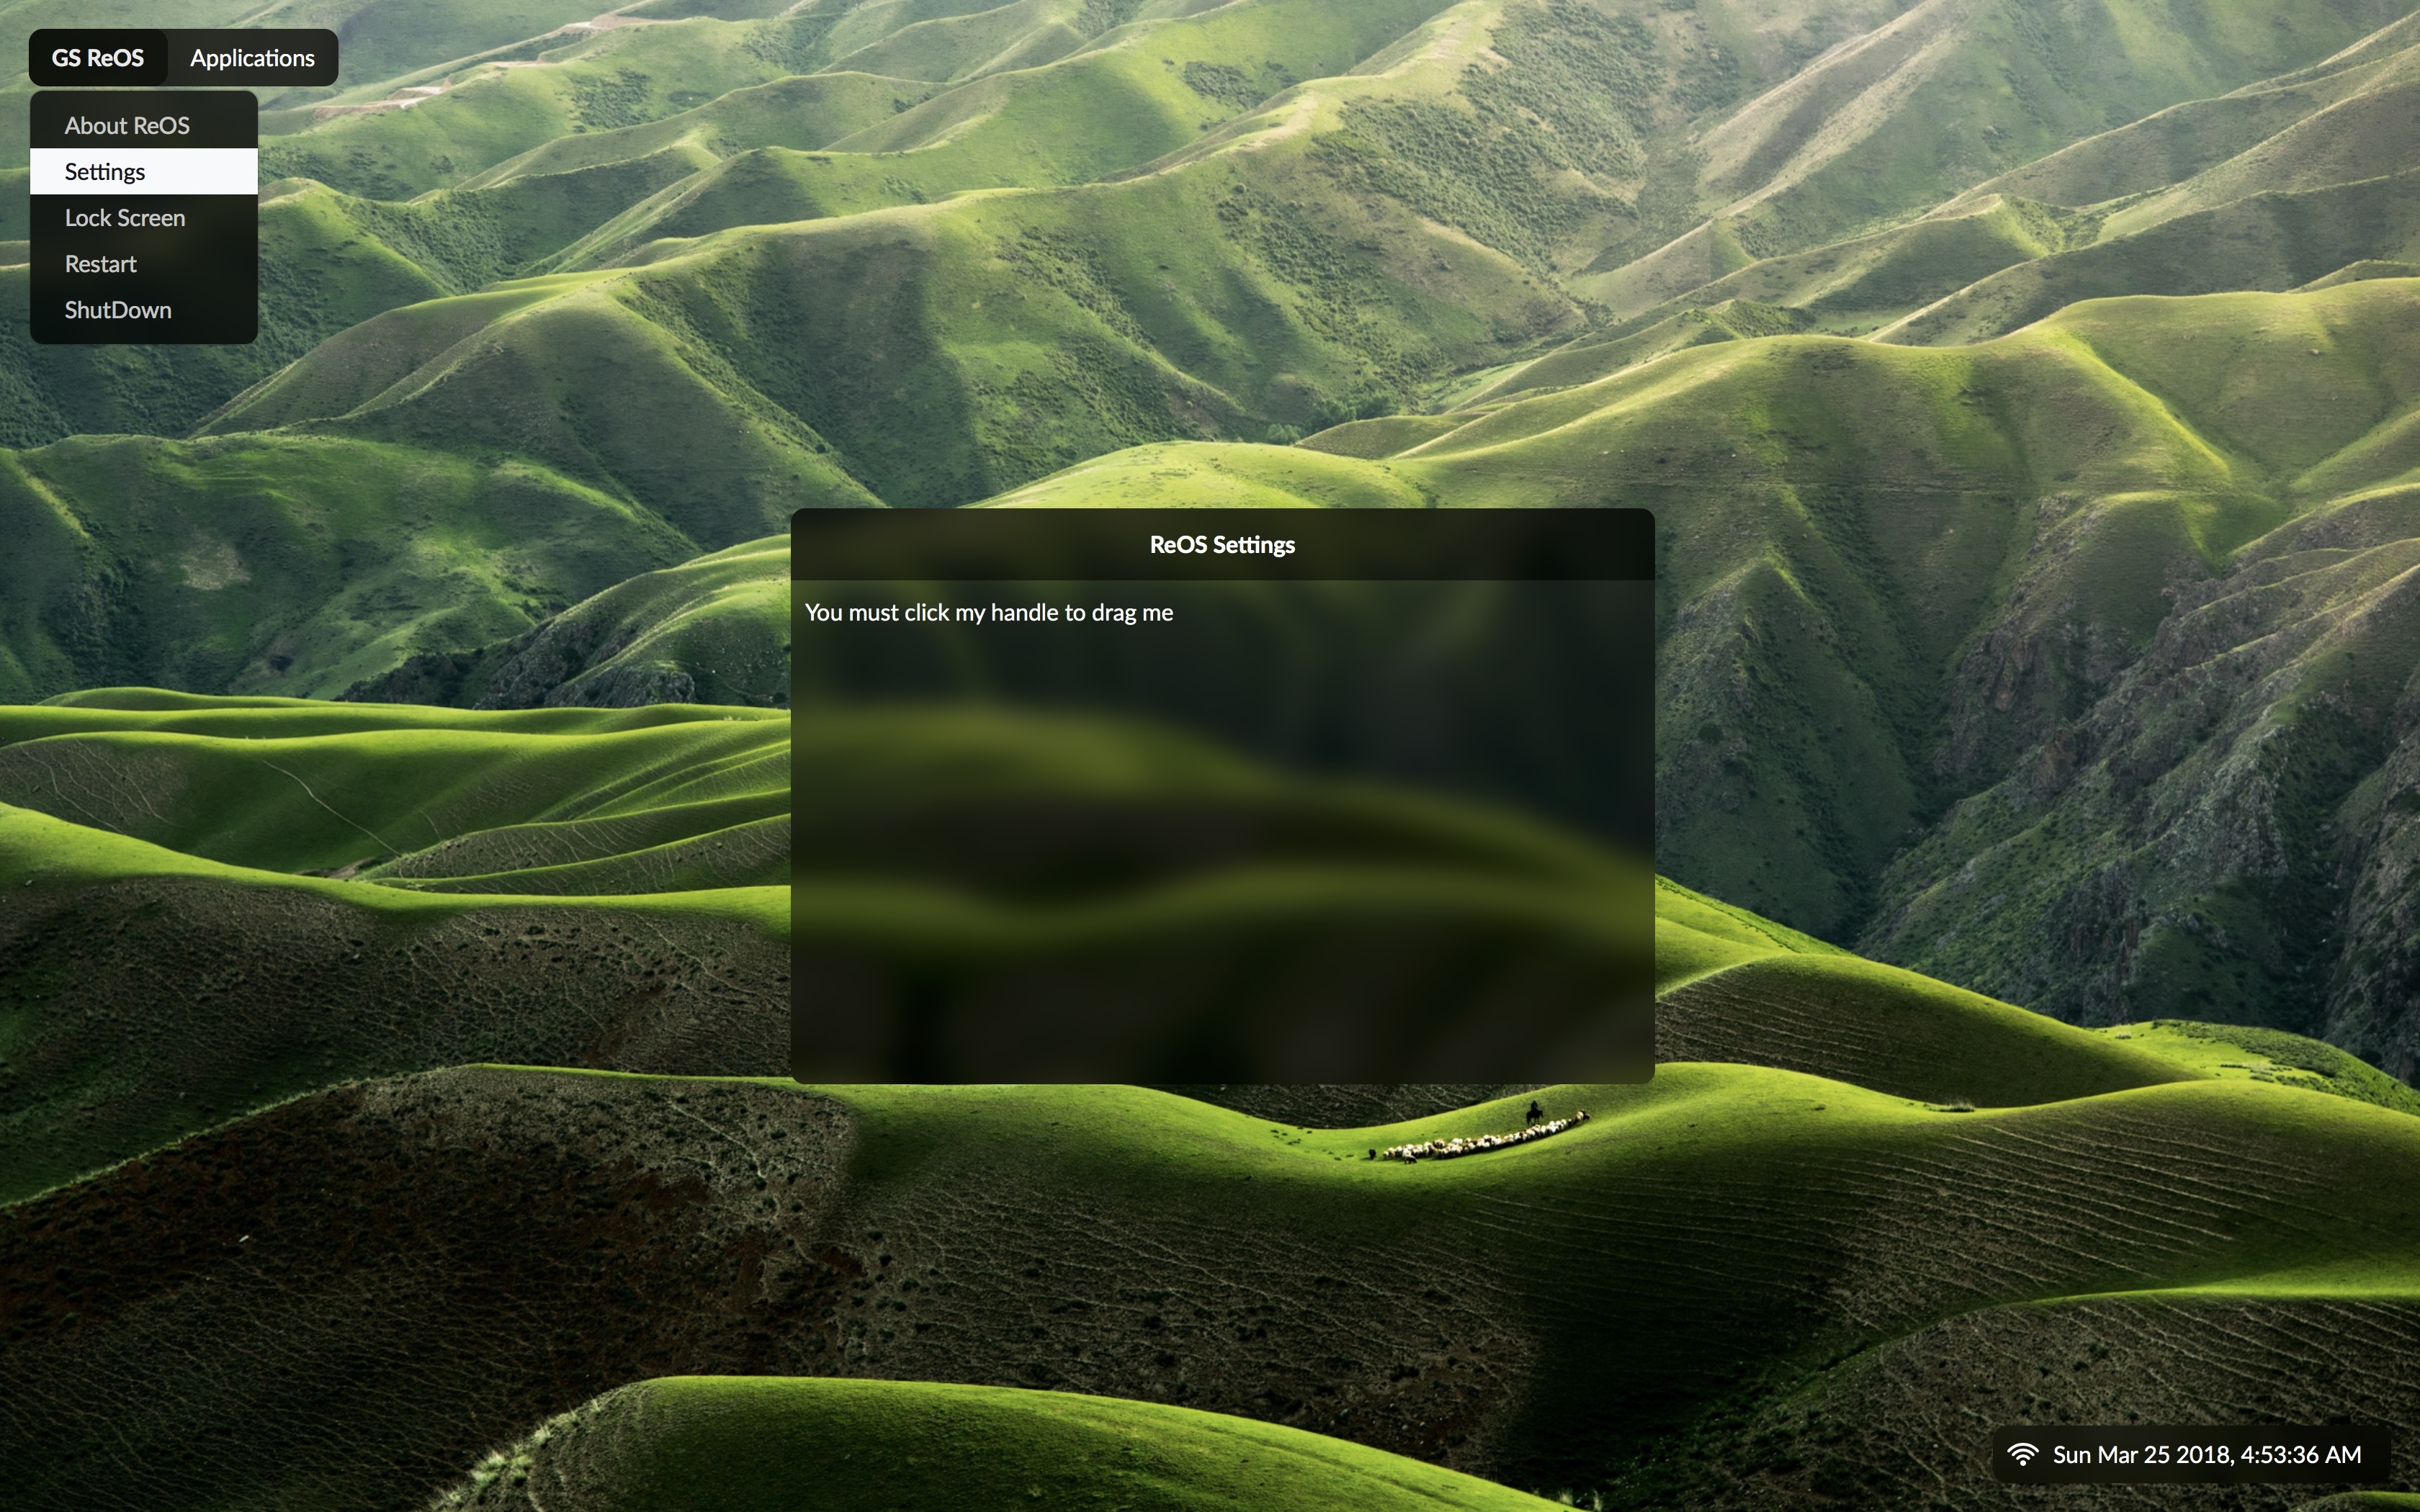 GS ReOS
Applications
About ReOS
Settings
Lock Screen
Restart
ShutDown
ReOS Settings
You must click my handle to drag me
Sun Mar 25 2018, 4:53:36 AM